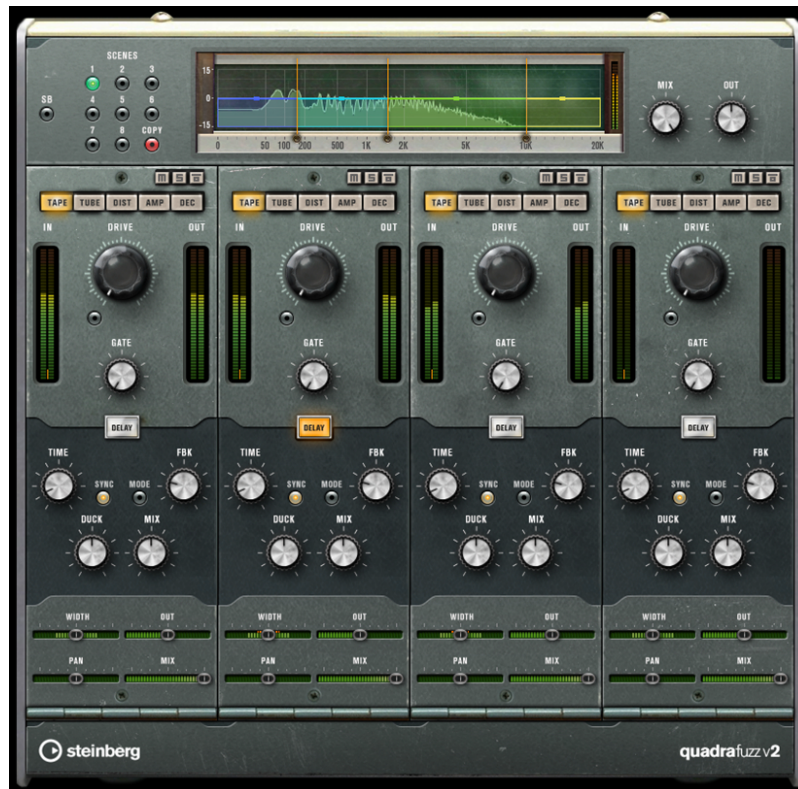 SCENES
1 2 3
SB
4 5 6
7 8 COPY
15
0
-15
0 50 100 200 500 1K 2K 5K 10K 20K
MIX OUT
M S M S M S M S
TAPE TUBE DIST AMP DEC TAPE TUBE DIST AMP DEC TAPE TUBE DIST AMP DEC TAPE TUBE DIST AMP DEC
IN DRIVE OUT IN DRIVE OUT IN DRIVE OUT IN DRIVE OUT
GATE GATE GATE GATE
DELAY DELAY DELAY DELAY
TIME FBK TIME FBK TIME FBK TIME FBK
SYNC MODE SYNC MODE SYNC MODE SYNC MODE
DUCK MIX DUCK MIX DUCK MIX DUCK MIX
WIDTH OUT WIDTH OUT WIDTH OUT WIDTH OUT
PAN MIX PAN MIX PAN MIX PAN MIX
steinberg quadrafuzz v2